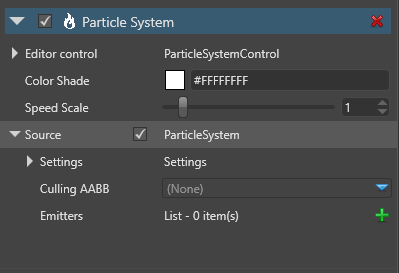 Particle System
Editor control ParticleSystemControl
Color Shade #FFFFFFFF
Speed Scale 1
Source ParticleSystem
Settings Settings
Culling AABB (None)
Emitters List - 0 item(s)